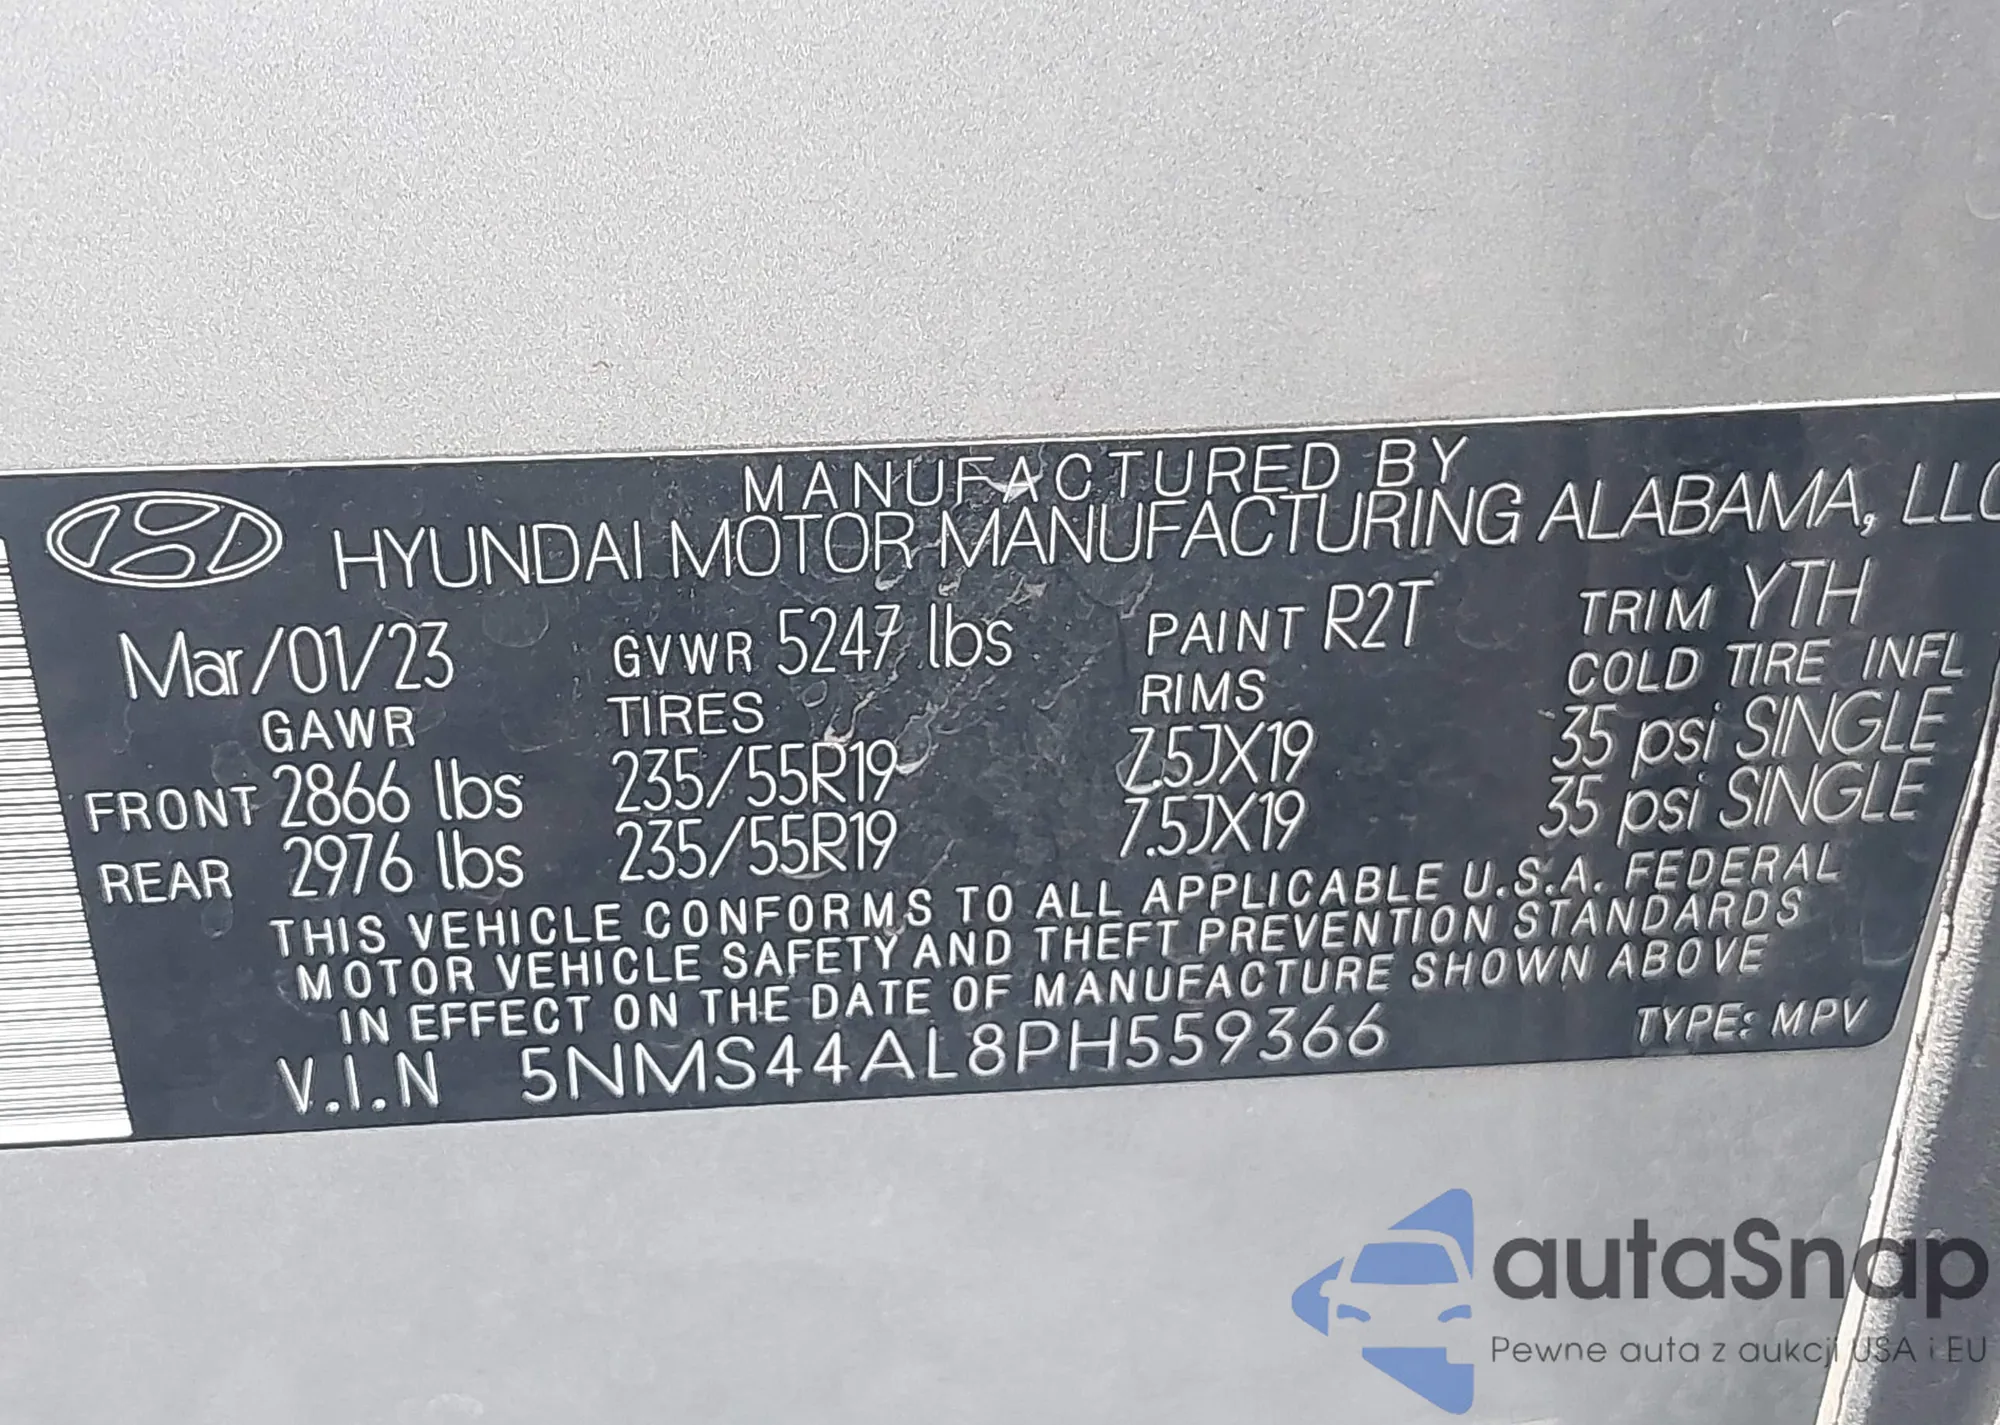 MANUFACTURED BY
HYUNDAI MOTOR MANUFACTURING ALABAMA, LLC
Mar/01/23 GVWR 5247 lbs PAINT R2T TRIM YTH
GAWR TIRES RIMS COLD TIRE INFL
FRONT 2866 lbs 235/55R19 7.5JX19 35 psi SINGLE
REAR 2976 lbs 235/55R19 7.5JX19 35 psi SINGLE
THIS VEHICLE CONFORMS TO ALL APPLICABLE U.S.A. FEDERAL
MOTOR VEHICLE SAFETY AND THEFT PREVENTION STANDARDS
IN EFFECT ON THE DATE OF MANUFACTURE SHOWN ABOVE
V.I.N 5NMS44AL8PH559366 TYPE: MPV
autaSnap
Pewne auta z aukcji USA i EU